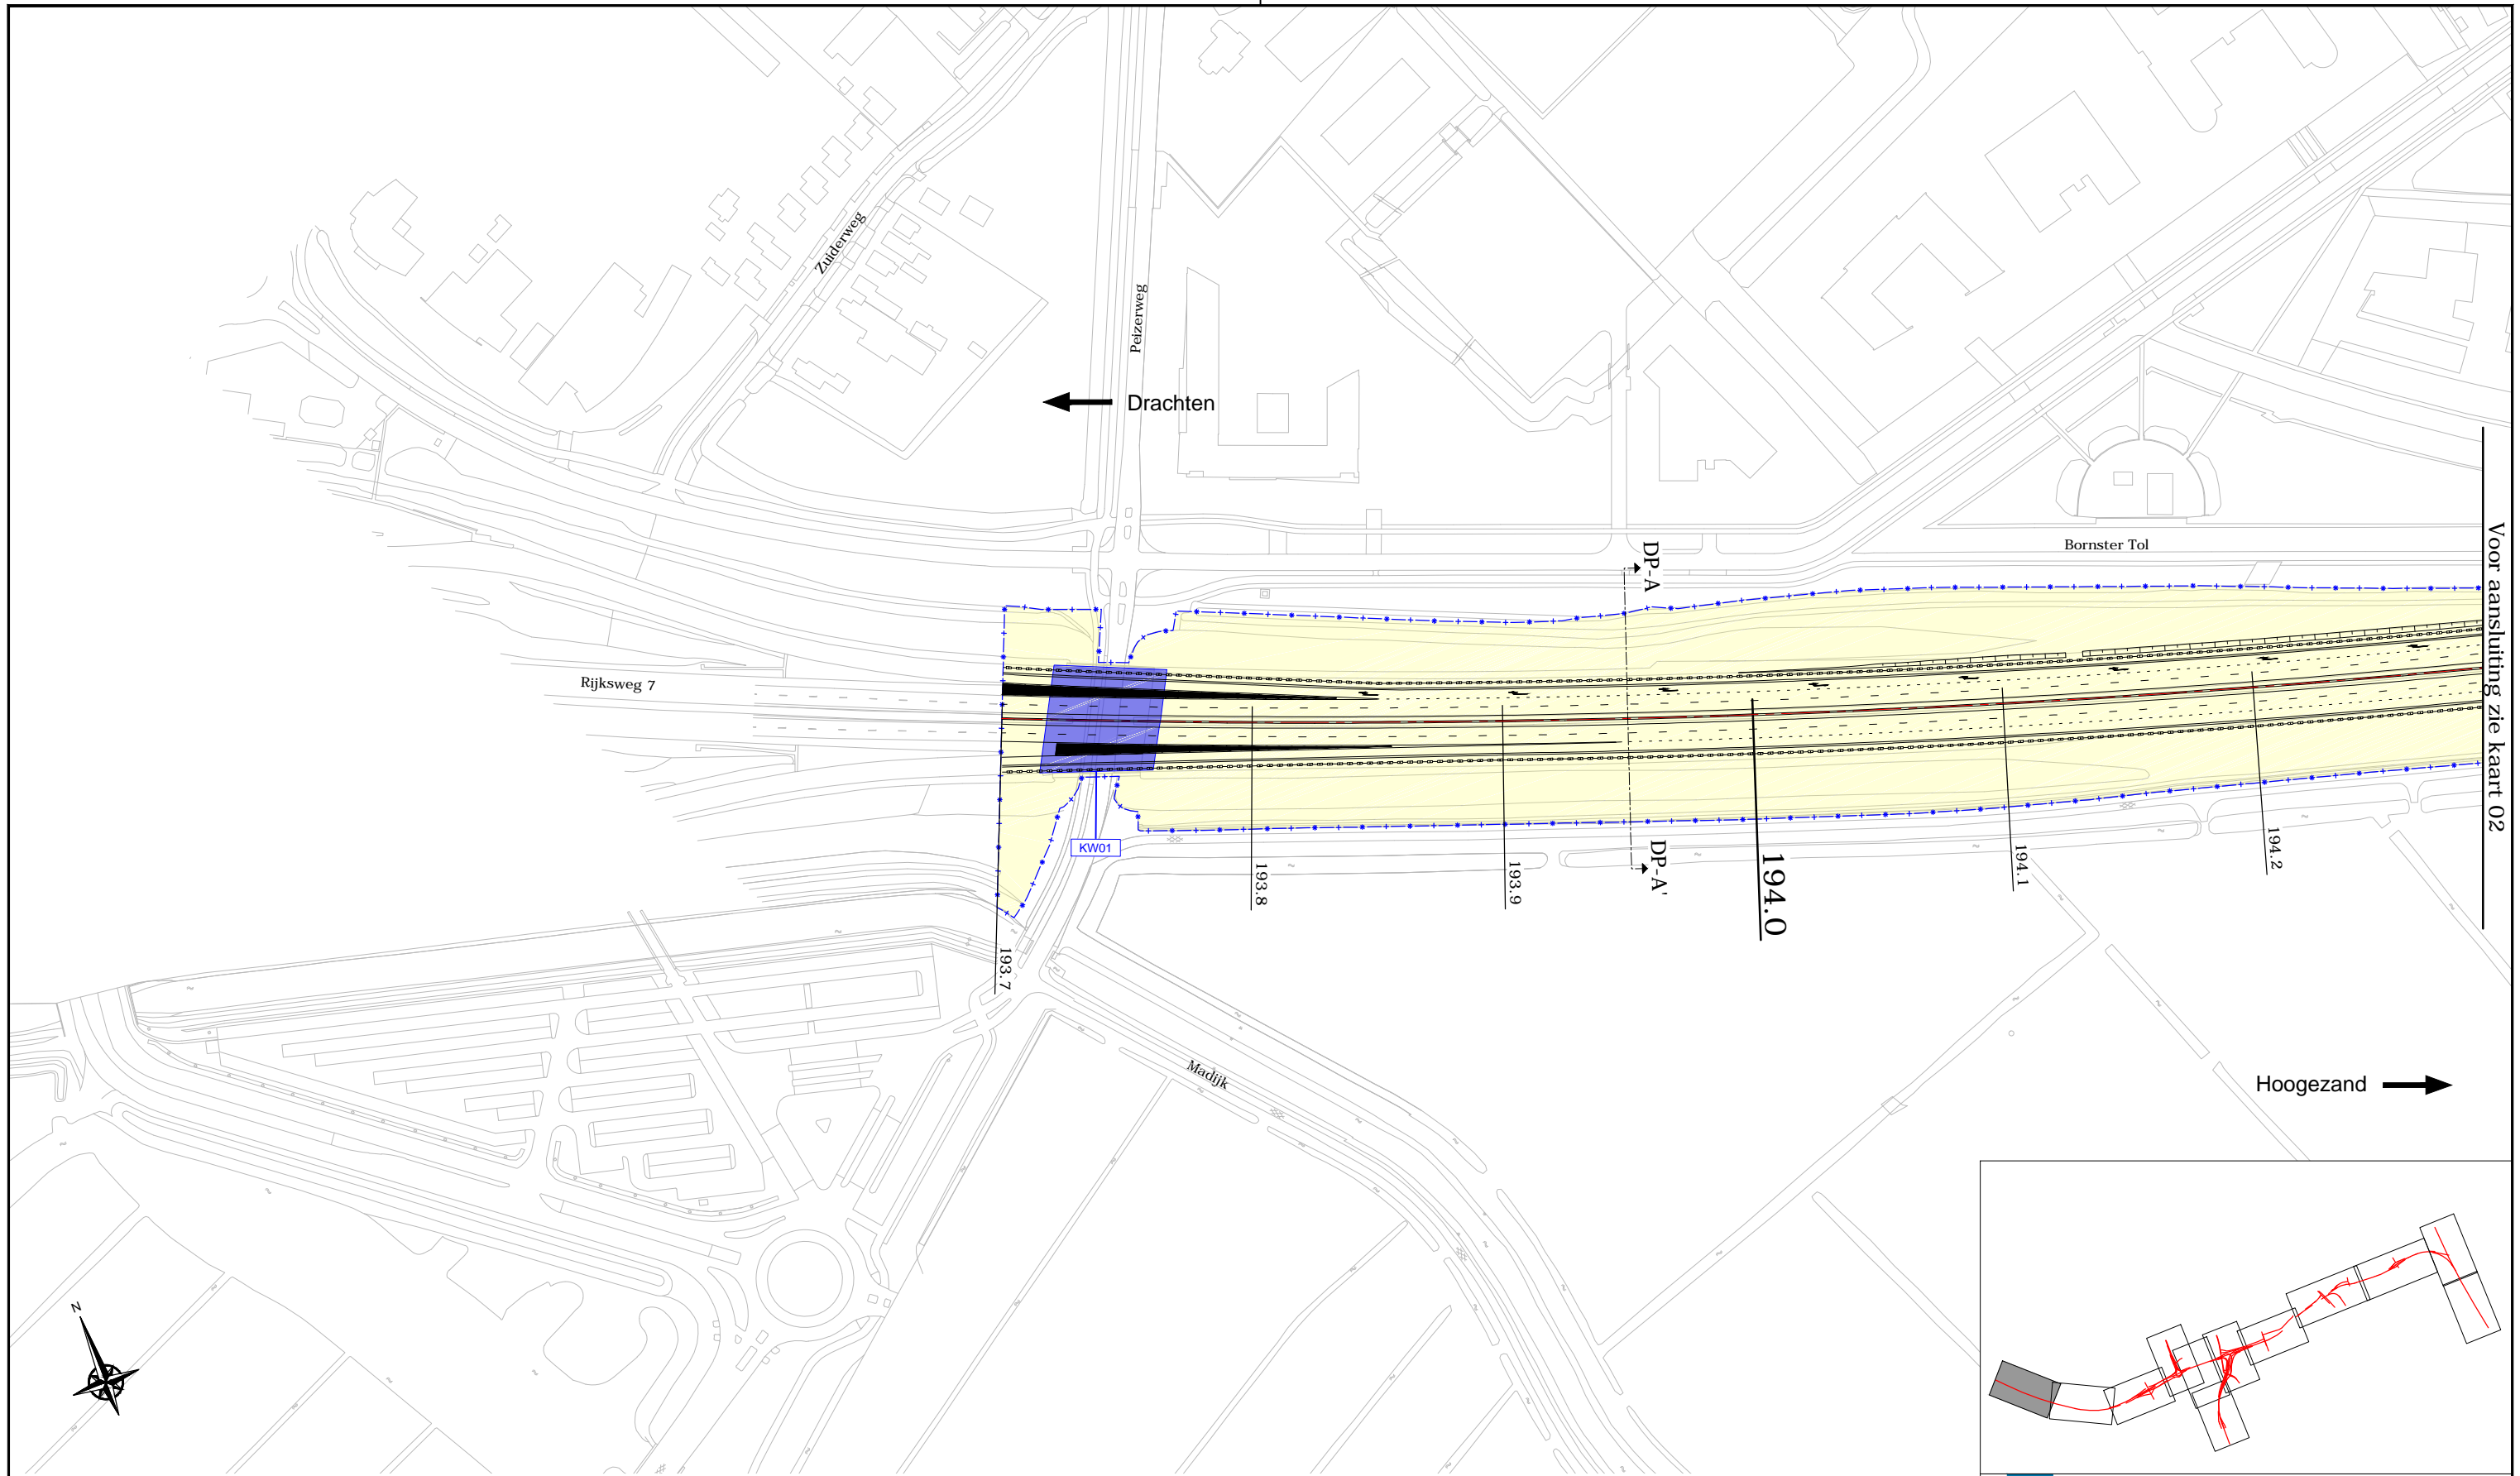 Zuiderweg
Peizerweg
Drachten
Bornster Tol
Voor aansluiting zie kaart 02
DP-A
Rijksweg 7
KW01
DP-A'
193.7
193.8
193.9
194.0
194.1
194.2
Madijk
Hoogezand
N